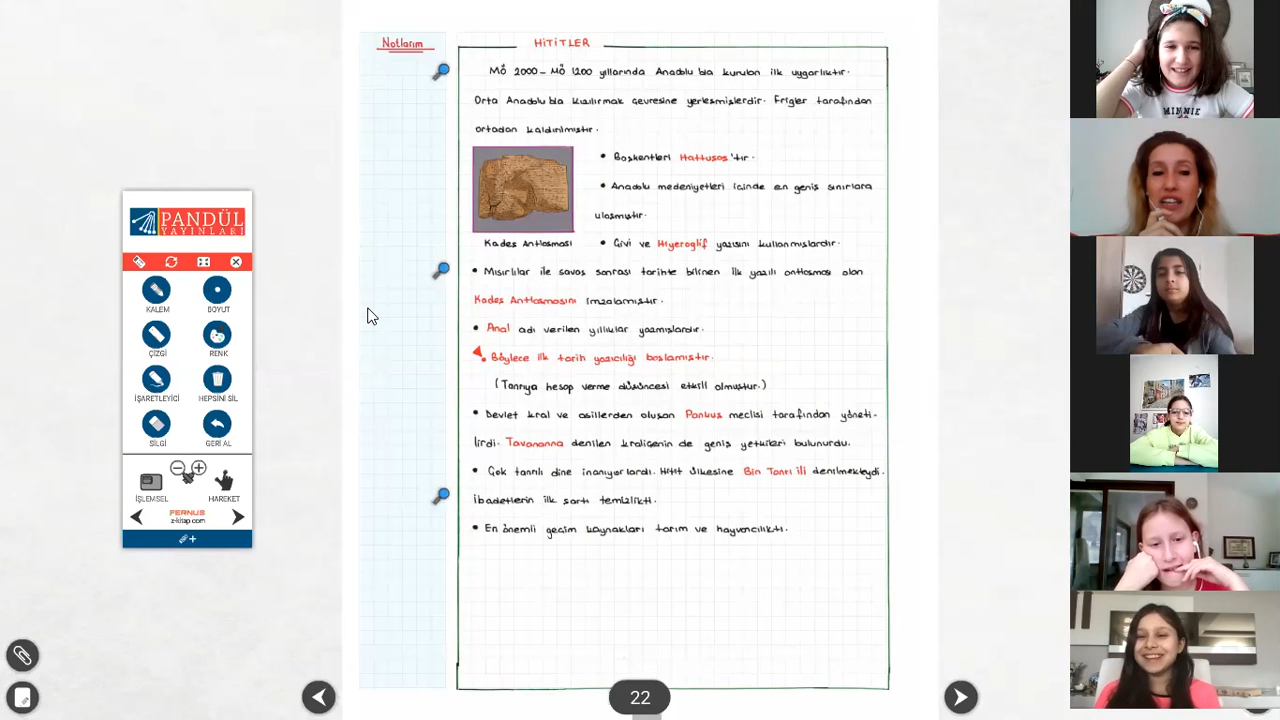 Notlarım
HİTİTLER
MÖ 2000 - MÖ 1200 yıllarında Anadolu'da kurulan ilk uygarlıktır.
Orta Anadolu'da Kızılırmak çevresine yerleşmişlerdir. Frigler tarafından
ortadan kaldırılmıştır.
• Başkentleri Hattuşaş'tır.
• Anadolu medeniyetleri içinde en geniş sınırlara
ulaşmıştır.
Kadeş Antlaşması
• Çivi ve Hiyeroglif yazısını kullanmışlardır.
• Mısırlılar ile savaş sonrası tarihte bilinen ilk yazılı antlaşması olan
Kadeş Antlaşmasını imzalamıştır.
• Anal adı verilen yıllıklar yazmışlardır.
Böylece ilk tarih yazıcılığı başlamıştır.
(Tanrıya hesap verme düşüncesi etkili olmuştur.)
• Devlet kral ve asillerden oluşan Pankuş meclisi tarafından yöneti-
lirdi. Tavananna denilen kraliçenin de geniş yetkileri bulunurdu.
• Çok tanrılı dine inanıyorlardı. Hitit ülkesine Bin Tanrı İli denilmekteydi.
İbadetlerin ilk şartı temizlikti.
• En önemli geçim kaynakları tarım ve hayvancılıktı.
PANDÜL
YAYINLARI
KALEM
BOYUT
ÇİZGİ
RENK
İŞARETLEYİCİ
HEPSİNİ SİL
SİLGİ
GERİ AL
İŞLEMSEL
HAREKET
FERNUS
z-kitap.com
22
MINNIE